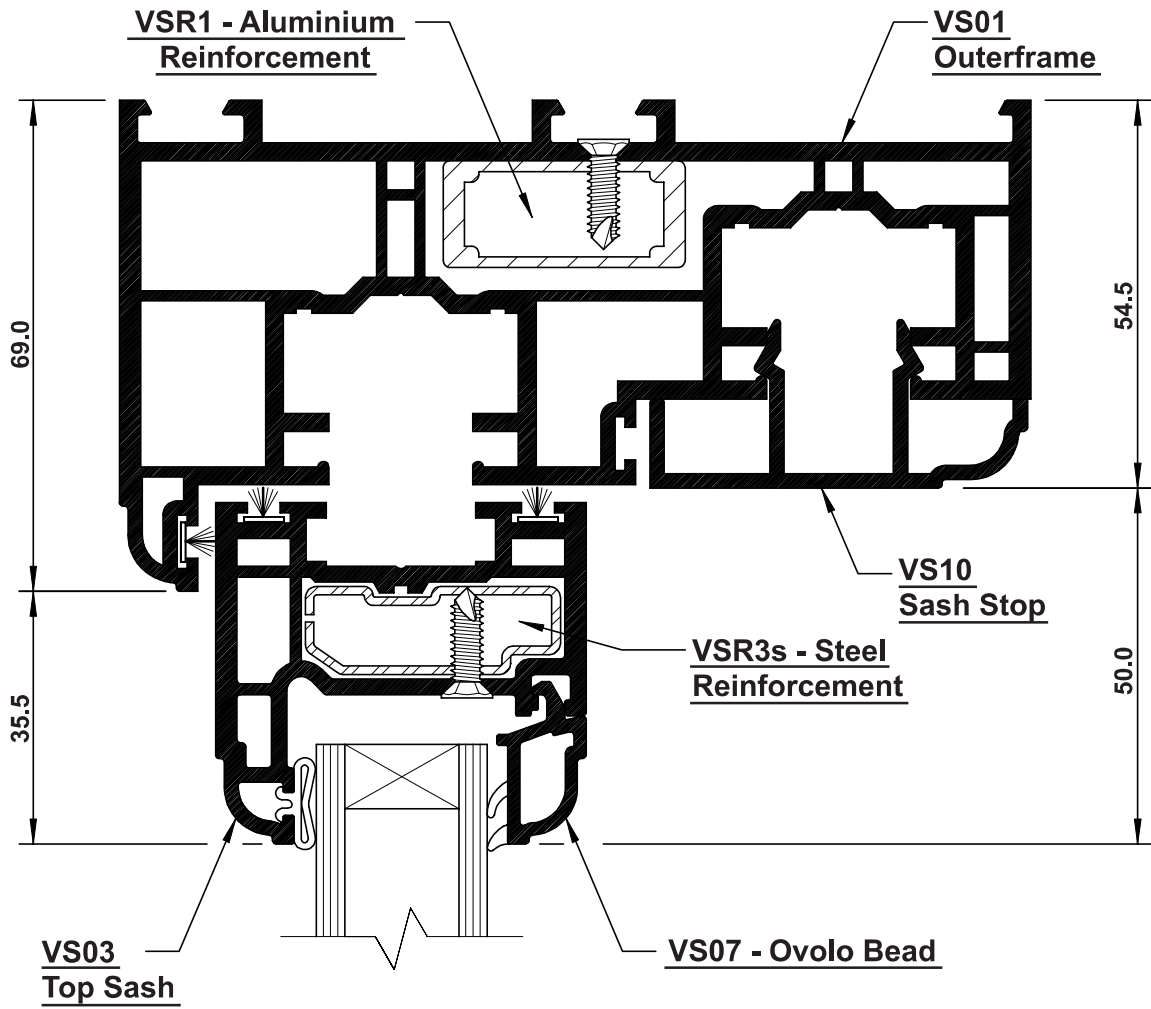 VSR1 - Aluminium
Reinforcement
VS01
Outerframe
69.0
54.5
VS10
Sash Stop
VSR3s - Steel
Reinforcement
35.5
50.0
VS03
Top Sash
VS07 - Ovolo Bead